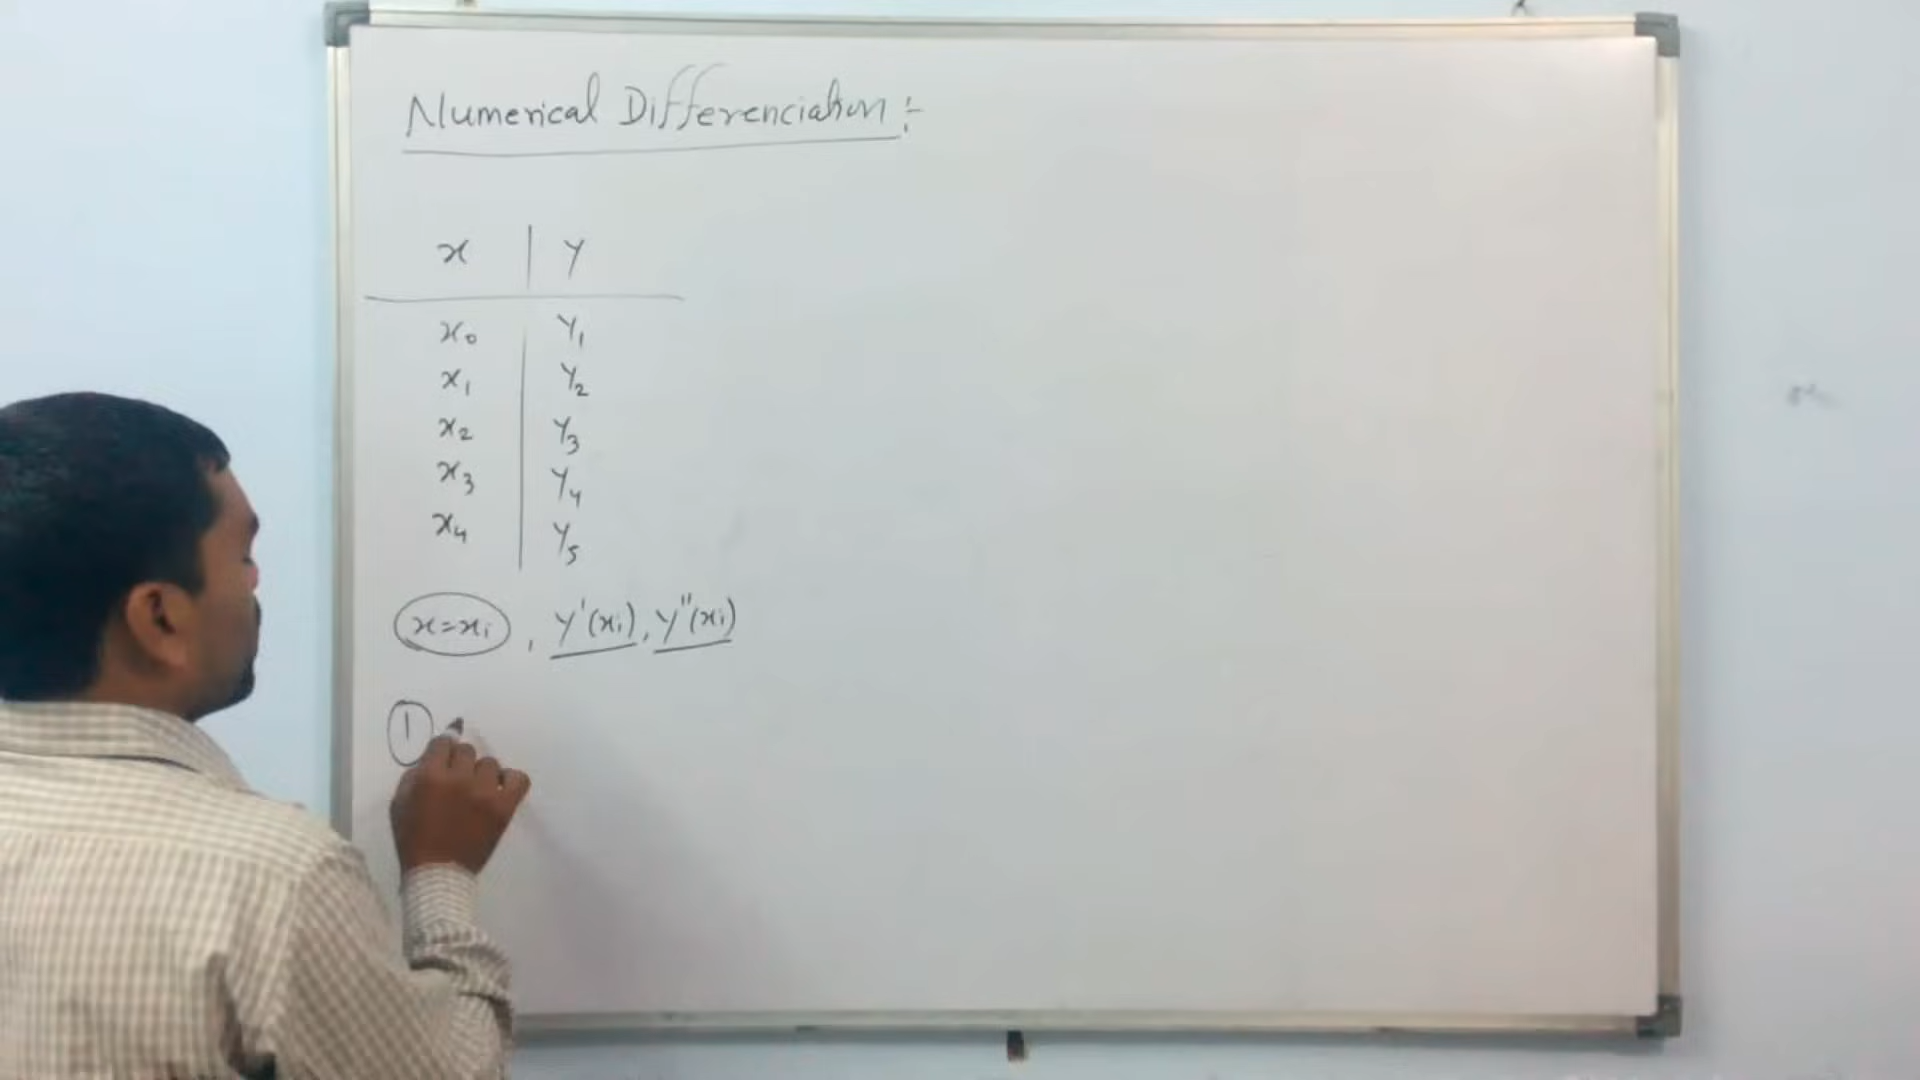 Numerical Differenciation :-
x | y
x₀ | y₁
x₁ | y₂
x₂ | y₃
x₃ | y₄
x₄ | y₅
x=xᵢ , y'(xᵢ), y"(xᵢ)
①